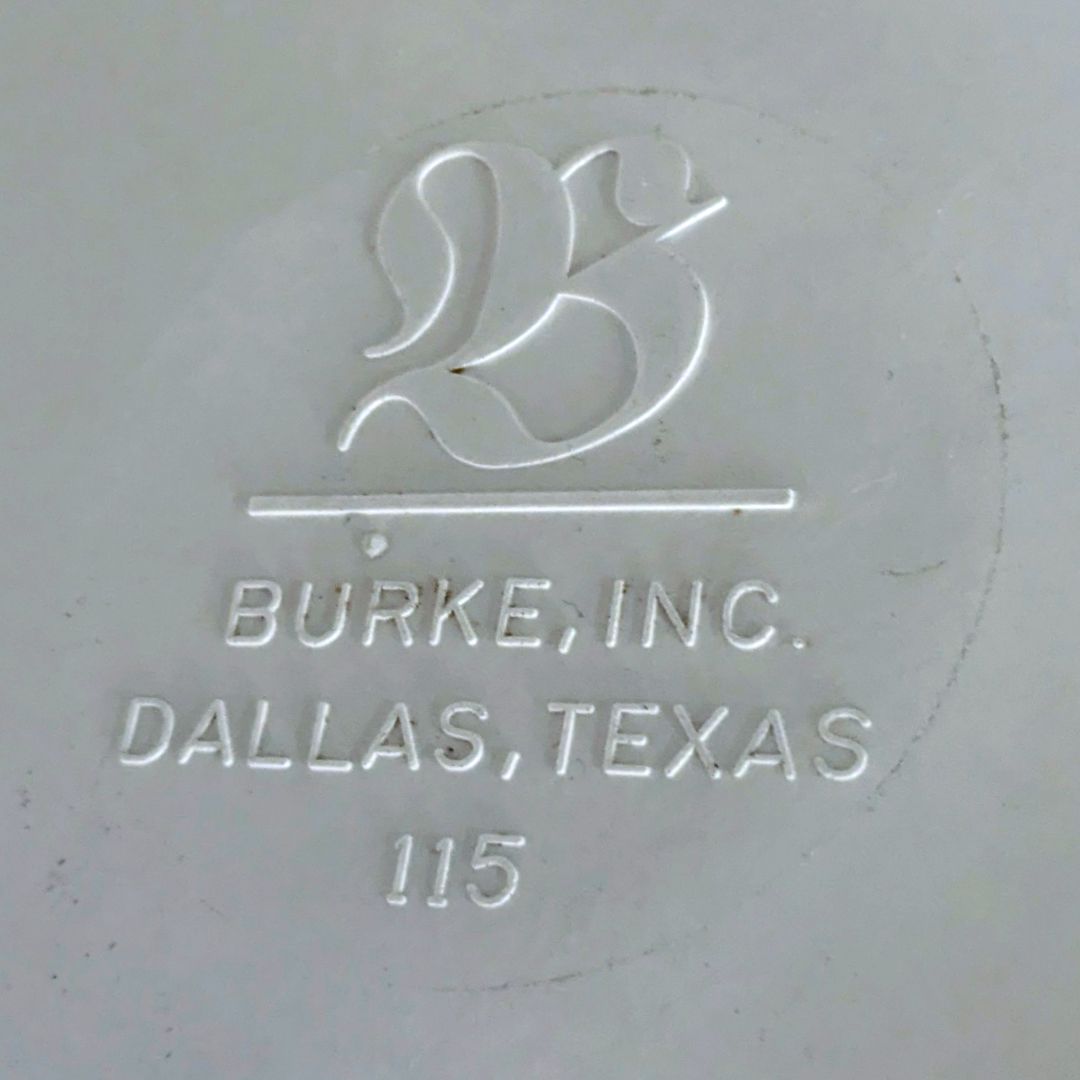 B
BURKE, INC.
DALLAS, TEXAS
115